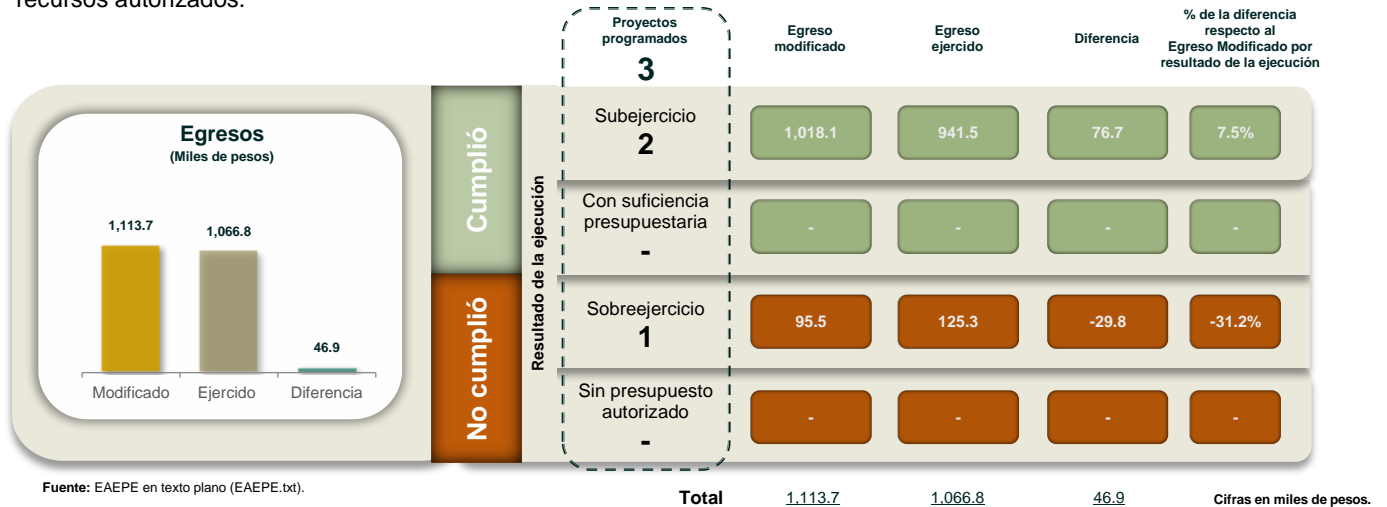 recursos autorizados.
Proyectos
programados
3
Egreso
modificado
Egreso
ejercido
Diferencia
% de la diferencia
respecto al
Egreso Modificado por
resultado de la ejecución
Egresos
(Miles de pesos)
1,113.7
1,066.8
46.9
Modificado
Ejercido
Diferencia
Cumplió
No cumplió
Resultado de la ejecución
Subejercicio
2
1,018.1
941.5
76.7
7.5%
Con suficiencia
presupuestaria
-
-
-
-
-
Sobreejercicio
1
95.5
125.3
-29.8
-31.2%
Sin presupuesto
autorizado
-
-
-
-
-
Fuente: EAEPE en texto plano (EAEPE.txt).
Total
1,113.7
1,066.8
46.9
Cifras en miles de pesos.